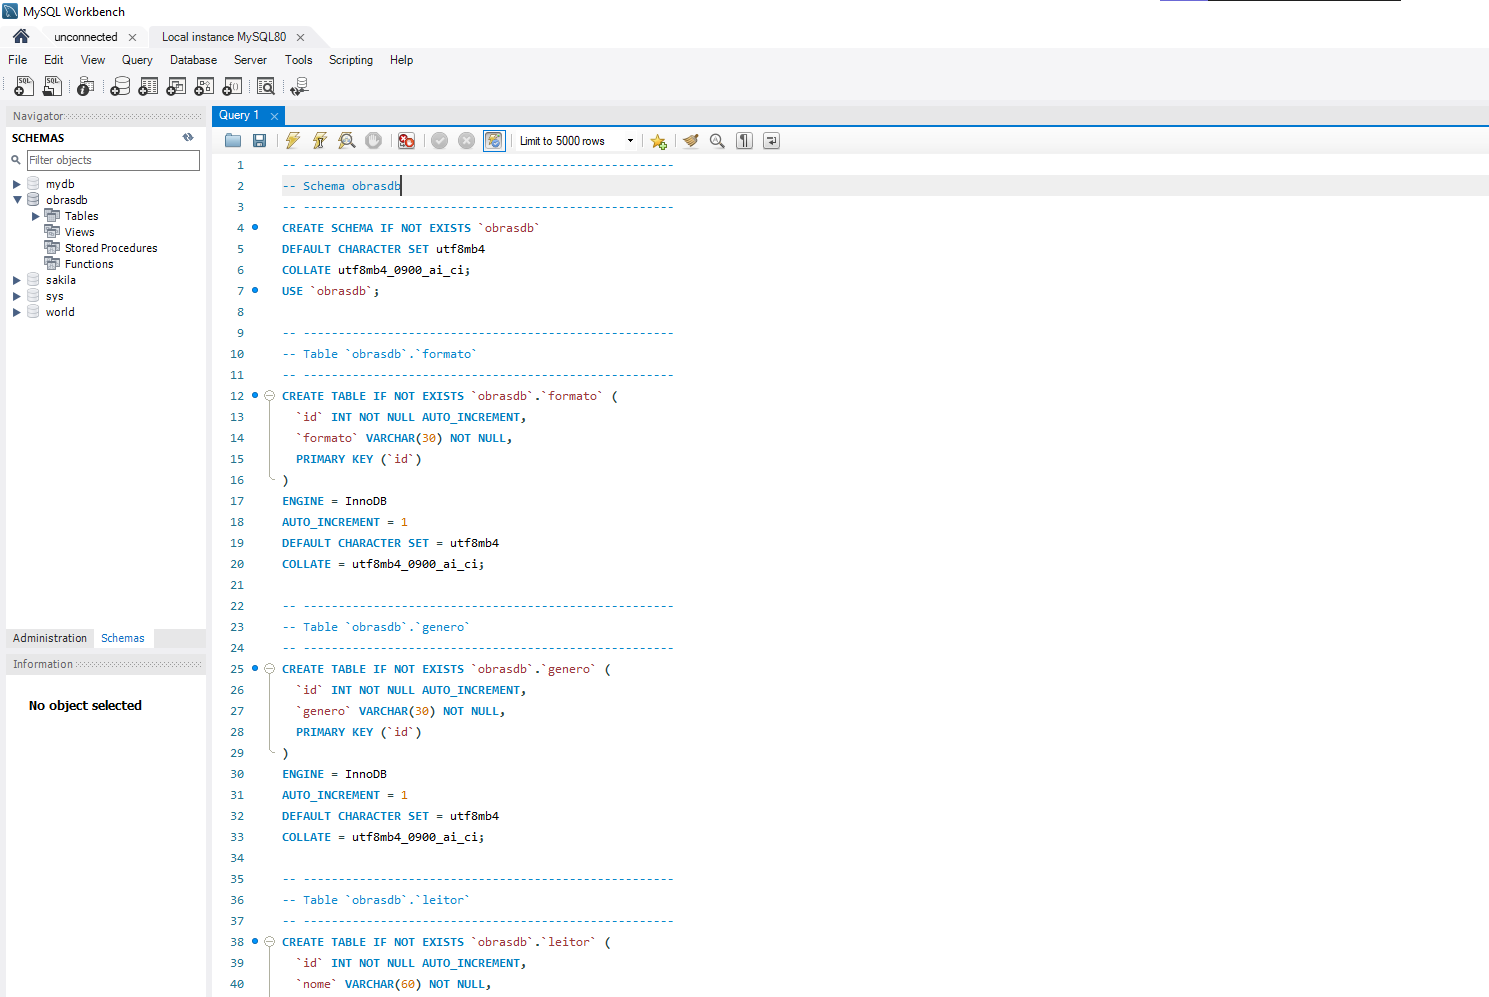 MySQL Workbench
unconnected
Local instance MySQL80
File Edit View Query Database Server Tools Scripting Help
Navigator
SCHEMAS
Filter objects
mydb
obrasdb
Tables
Views
Stored Procedures
Functions
sakila
sys
world
Administration Schemas
Information
No object selected
Query 1
Limit to 5000 rows
1 -- -----------------------------------------------------
2 -- Schema obrasdb
3 -- -----------------------------------------------------
4 CREATE SCHEMA IF NOT EXISTS `obrasdb`
5 DEFAULT CHARACTER SET utf8mb4
6 COLLATE utf8mb4_0900_ai_ci;
7 USE `obrasdb`;
8
9 -- -----------------------------------------------------
10 -- Table `obrasdb`.`formato`
11 -- -----------------------------------------------------
12 CREATE TABLE IF NOT EXISTS `obrasdb`.`formato` (
13 `id` INT NOT NULL AUTO_INCREMENT,
14 `formato` VARCHAR(30) NOT NULL,
15 PRIMARY KEY (`id`)
16 )
17 ENGINE = InnoDB
18 AUTO_INCREMENT = 1
19 DEFAULT CHARACTER SET = utf8mb4
20 COLLATE = utf8mb4_0900_ai_ci;
21
22 -- -----------------------------------------------------
23 -- Table `obrasdb`.`genero`
24 -- -----------------------------------------------------
25 CREATE TABLE IF NOT EXISTS `obrasdb`.`genero` (
26 `id` INT NOT NULL AUTO_INCREMENT,
27 `genero` VARCHAR(30) NOT NULL,
28 PRIMARY KEY (`id`)
29 )
30 ENGINE = InnoDB
31 AUTO_INCREMENT = 1
32 DEFAULT CHARACTER SET = utf8mb4
33 COLLATE = utf8mb4_0900_ai_ci;
34
35 -- -----------------------------------------------------
36 -- Table `obrasdb`.`leitor`
37 -- -----------------------------------------------------
38 CREATE TABLE IF NOT EXISTS `obrasdb`.`leitor` (
39 `id` INT NOT NULL AUTO_INCREMENT,
40 `nome` VARCHAR(60) NOT NULL,